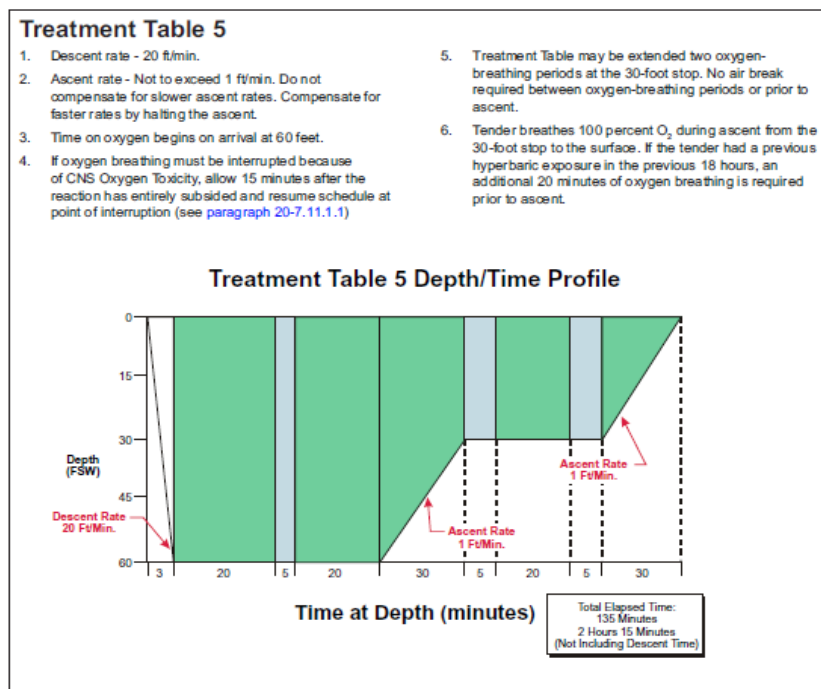 Treatment Table 5
1. Descent rate - 20 ft/min.
2. Ascent rate - Not to exceed 1 ft/min. Do not
compensate for slower ascent rates. Compensate for
faster rates by halting the ascent.
3. Time on oxygen begins on arrival at 60 feet.
4. If oxygen breathing must be interrupted because
of CNS Oxygen Toxicity, allow 15 minutes after the
reaction has entirely subsided and resume schedule at
point of interruption (see paragraph 20-7.11.1.1)
5. Treatment Table may be extended two oxygen-
breathing periods at the 30-foot stop. No air break
required between oxygen-breathing periods or prior to
ascent.
6. Tender breathes 100 percent O2 during ascent from the
30-foot stop to the surface. If the tender had a previous
hyperbaric exposure in the previous 18 hours, an
additional 20 minutes of oxygen breathing is required
prior to ascent.
Treatment Table 5 Depth/Time Profile
0
15
30
45
60
Depth
(FSW)
Descent Rate
20 Ft/Min.
Ascent Rate
1 Ft/Min.
Ascent Rate
1 Ft/Min.
3 20 5 20 30 5 20 5 30
Time at Depth (minutes)
Total Elapsed Time:
135 Minutes
2 Hours 15 Minutes
(Not Including Descent Time)